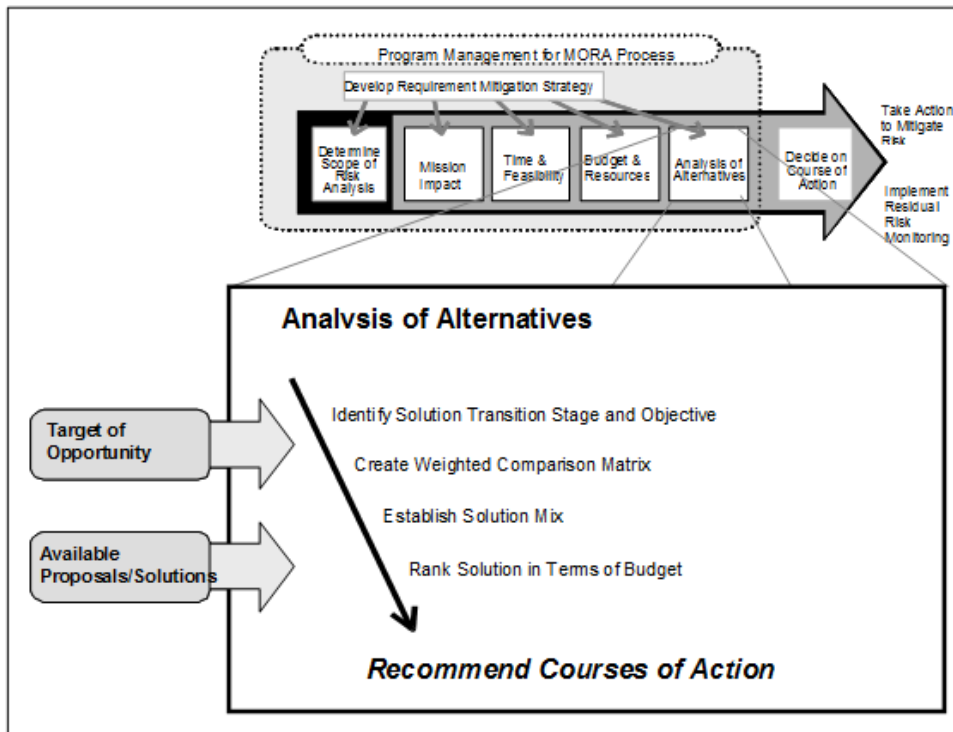 Program Management for MORA Process
Develop Requirement Mitigation Strategy
Determine
Scope of
Risk
Analysis
Mission
Impact
Time &
Feasibility
Budget &
Resources
Analysis of
Alternatives
Decide on
Course of
Action
Take Action
to Mitigate
Risk
Implement
Residual
Risk
Monitoring
Analysis of Alternatives
Target of
Opportunity
Available
Proposals/Solutions
Identify Solution Transition Stage and Objective
Create Weighted Comparison Matrix
Establish Solution Mix
Rank Solution in Terms of Budget
Recommend Courses of Action